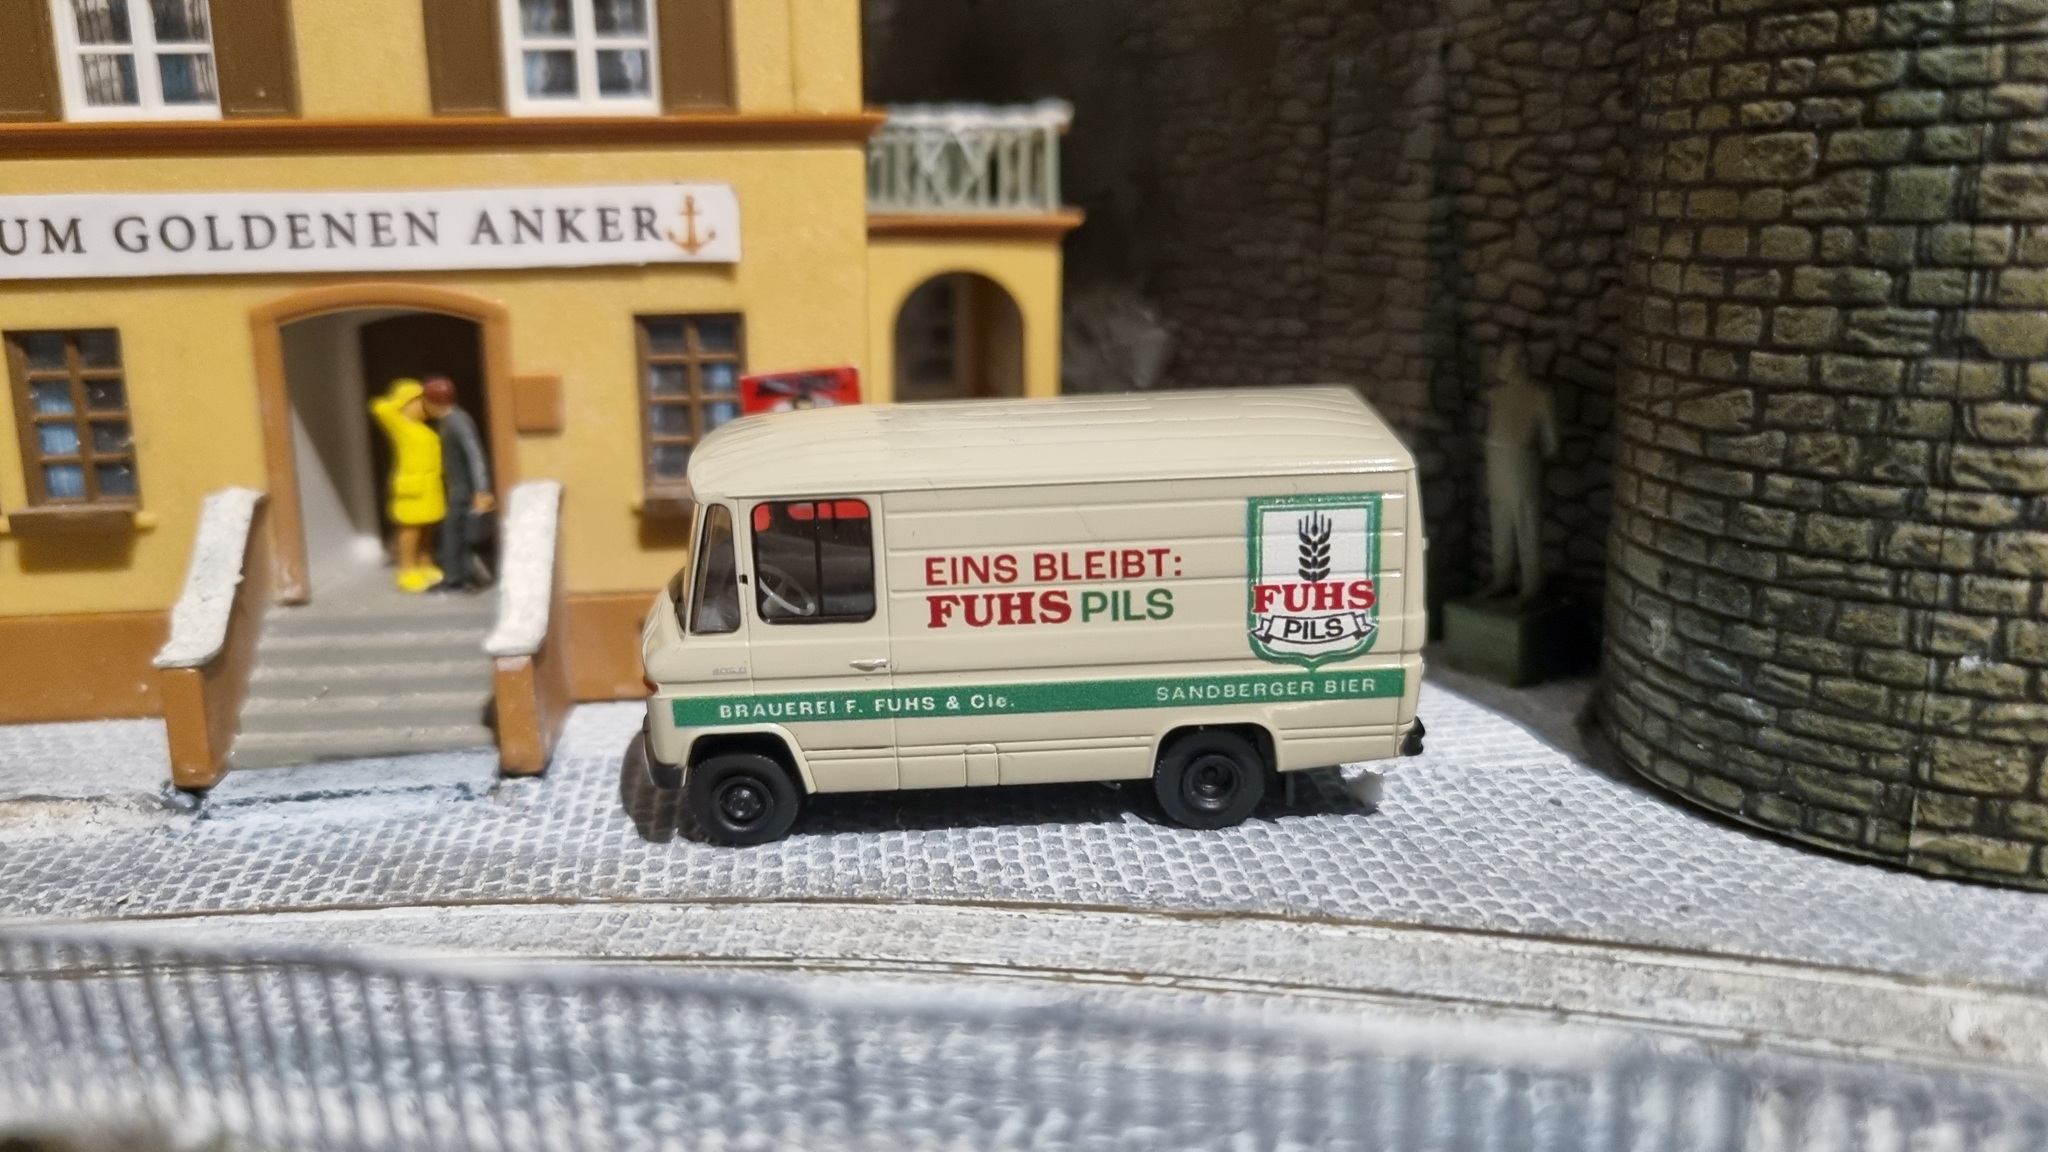 UM GOLDENEN ANKER
EINS BLEIBT:
FUHS PILS
FUHS
PILS
BRAUEREI F. FUHS & Cie.
SANDBERGER BIER